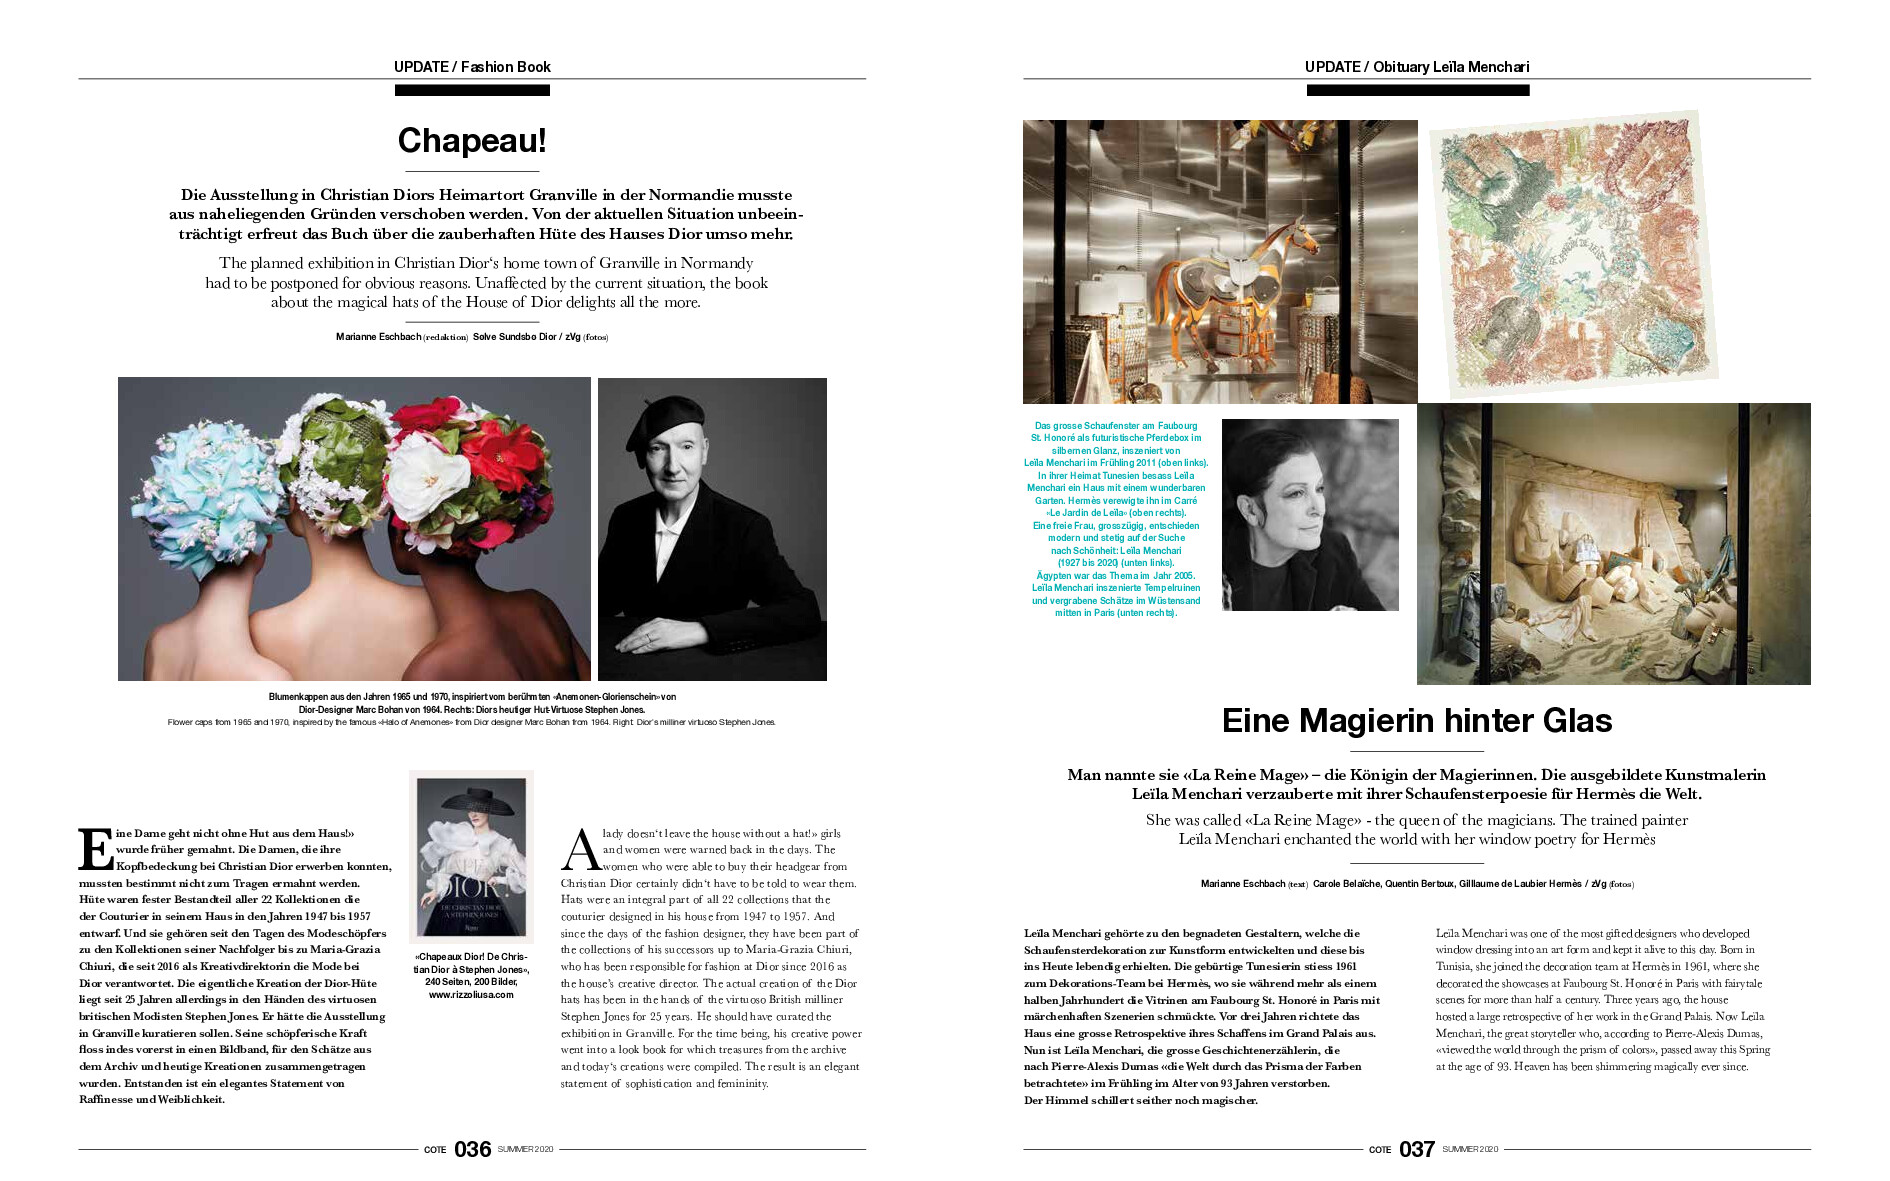 UPDATE / Fashion Book
Chapeau!
Die Ausstellung in Christian Diors Heimartort Granville in der Normandie musste
aus naheliegenden Gründen verschoben werden. Von der aktuellen Situation unbeein-
trächtigt erfreut das Buch über die zauberhaften Hüte des Hauses Dior umso mehr.
The planned exhibition in Christian Dior‘s home town of Granville in Normandy
had to be postponed for obvious reasons. Unaffected by the current situation, the book
about the magical hats of the House of Dior delights all the more.
Marianne Eschbach (redaktion) Sølve Sundsbø Dior / zVg (fotos)
Blumenkappen aus den Jahren 1965 und 1970, inspiriert vom berühmten «Anemonen-Glorienschein» von
Dior-Designer Marc Bohan von 1964. Rechts: Diors heutiger Hut-Virtuose Stephen Jones.
Flower caps from 1965 and 1970, inspired by the famous «Halo of Anemones» from Dior designer Marc Bohan from 1964. Right: Dior's milliner virtuoso Stephen Jones.
Eine Dame geht nicht ohne Hut aus dem Haus!»
wurde früher gemahnt. Die Damen, die ihre
Kopfbedeckung bei Christian Dior erwerben konnten,
mussten bestimmt nicht zum Tragen ermahnt werden.
Hüte waren fester Bestandteil aller 22 Kollektionen die
der Couturier in seinem Haus in den Jahren 1947 bis 1957
entwarf. Und sie gehören seit den Tagen des Modeschöpfers
zu den Kollektionen seiner Nachfolger bis zu Maria-Grazia
Chiuri, die seit 2016 als Kreativdirektorin die Mode bei
Dior verantwortet. Die eigentliche Kreation der Dior-Hüte
liegt seit 25 Jahren allerdings in den Händen des virtuosen
britischen Modisten Stephen Jones. Er hätte die Ausstellung
in Granville kuratieren sollen. Seine schöpferische Kraft
floss indes vorerst in einen Bildband, für den Schätze aus
dem Archiv und heutige Kreationen zusammengetragen
wurden. Entstanden ist ein elegantes Statement von
Raffinesse und Weiblichkeit.
CHAPEAUX
DIOR!
DE CHRISTIAN DIOR
À STEPHEN JONES
«Chapeaux Dior! De Chris-
tian Dior à Stephen Jones»,
240 Seiten, 200 Bilder,
www.rizzoliusa.com
A lady doesn‘t leave the house without a hat!» girls
and women were warned back in the days. The
women who were able to buy their headgear from
Christian Dior certainly didn‘t have to be told to wear them.
Hats were an integral part of all 22 collections that the
couturier designed in his house from 1947 to 1957. And
since the days of the fashion designer, they have been part of
the collections of his successors up to Maria-Grazia Chiuri,
who has been responsible for fashion at Dior since 2016 as
the house's creative director. The actual creation of the Dior
hats has been in the hands of the virtuoso British milliner
Stephen Jones for 25 years. He should have curated the
exhibition in Granville. For the time being, his creative power
went into a look book for which treasures from the archive
and today‘s creations were compiled. The result is an elegant
statement of sophistication and femininity.
COTE 036 SUMMER 2020
UPDATE / Obituary Leïla Menchari
Das grosse Schaufenster am Faubourg
St. Honoré als futuristische Pferdebox im
silbernen Glanz, inszeniert von
Leïla Menchari im Frühling 2011 (oben links).
In ihrer Heimat Tunesien besass Leïla
Menchari ein Haus mit einem wunderbaren
Garten. Hermès verewigte ihn im Carré
«Le Jardin de Leïla» (oben rechts).
Eine freie Frau, grosszügig, entschieden
modern und stetig auf der Suche
nach Schönheit: Leïla Menchari
(1927 bis 2020) (unten links).
Ägypten war das Thema im Jahr 2005.
Leïla Menchari inszenierte Tempelruinen
und vergrabene Schätze im Wüstensand
mitten in Paris (unten rechts).
Eine Magierin hinter Glas
Man nannte sie «La Reine Mage» – die Königin der Magierinnen. Die ausgebildete Kunstmalerin
Leïla Menchari verzauberte mit ihrer Schaufensterpoesie für Hermès die Welt.
She was called «La Reine Mage» - the queen of the magicians. The trained painter
Leïla Menchari enchanted the world with her window poetry for Hermès
Marianne Eschbach (text) Carole Belaïche, Quentin Bertoux, Gilllaume de Laubier Hermès / zVg (fotos)
Leïla Menchari gehörte zu den begnadeten Gestaltern, welche die
Schaufensterdekoration zur Kunstform entwickelten und diese bis
ins Heute lebendig erhielten. Die gebürtige Tunesierin stiess 1961
zum Dekorations-Team bei Hermès, wo sie während mehr als einem
halben Jahrhundert die Vitrinen am Faubourg St. Honoré in Paris mit
märchenhaften Szenerien schmückte. Vor drei Jahren richtete das
Haus eine grosse Retrospektive ihres Schaffens im Grand Palais aus.
Nun ist Leïla Menchari, die grosse Geschichtenerzählerin, die
nach Pierre-Alexis Dumas «die Welt durch das Prisma der Farben
betrachtete» im Frühling im Alter von 93 Jahren verstorben.
Der Himmel schillert seither noch magischer.
Leïla Menchari was one of the most gifted designers who developed
window dressing into an art form and kept it alive to this day. Born in
Tunisia, she joined the decoration team at Hermès in 1961, where she
decorated the showcases at Faubourg St. Honoré in Paris with fairytale
scenes for more than half a century. Three years ago, the house
hosted a large retrospective of her work in the Grand Palais. Now Leïla
Menchari, the great storyteller who, according to Pierre-Alexis Dumas,
«viewed the world through the prism of colors», passed away this Spring
at the age of 93. Heaven has been shimmering magically ever since.
COTE 037 SUMMER 2020